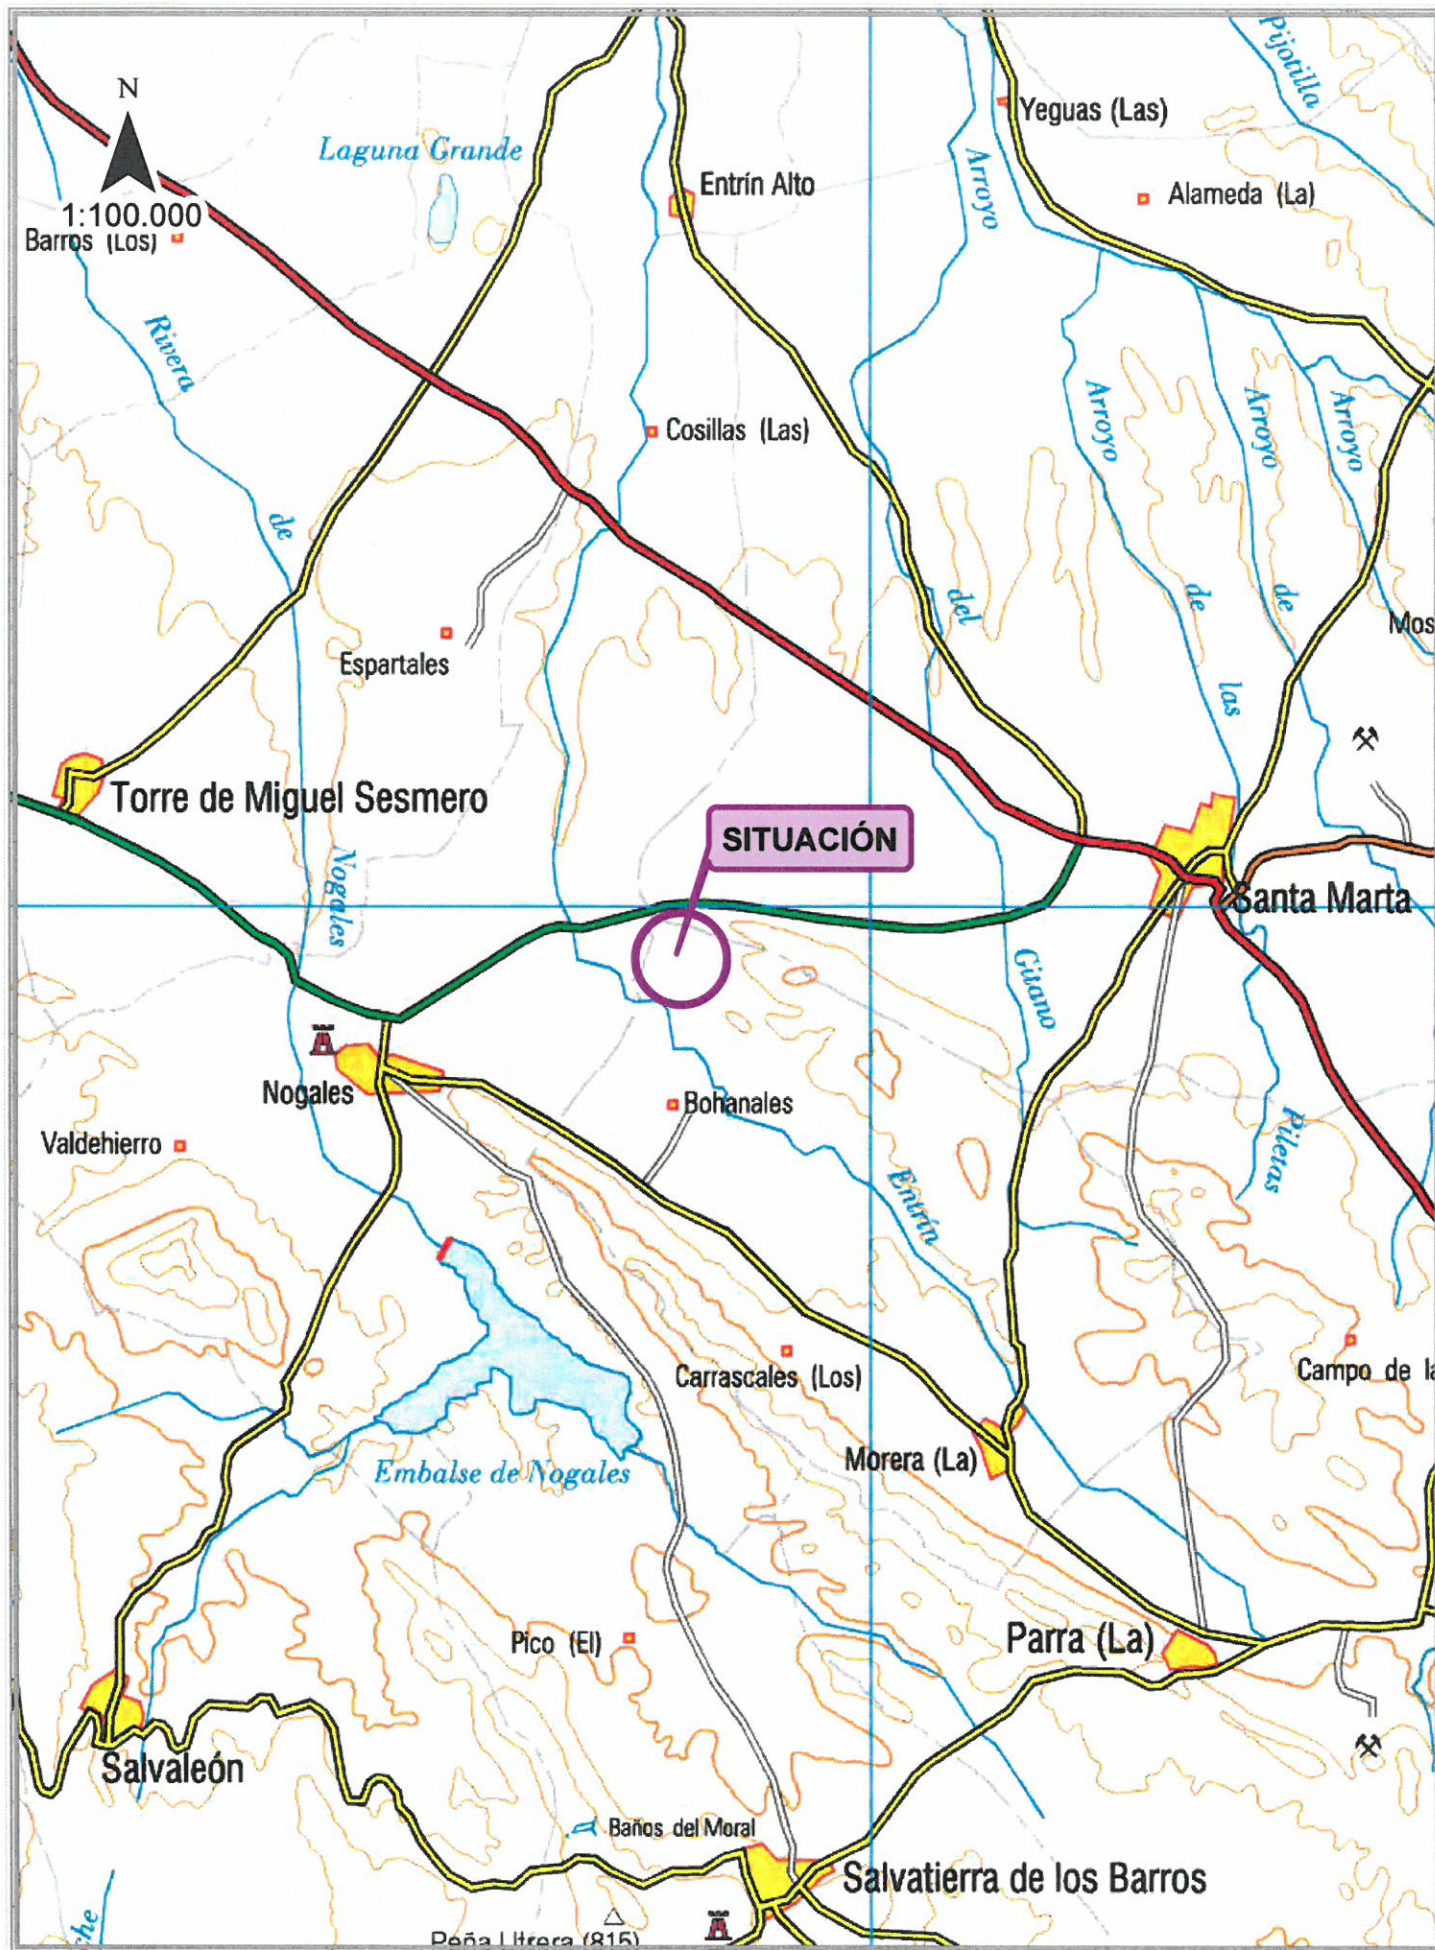 Pijotilla
N
Yeguas (Las)
Laguna Grande
Arroyo
Entrín Alto
Alameda (La)
1:100.000
Barros (Los)
Rivera
Arroyo
Arroyo
Arroyo
Cosillas (Las)
de
del
de
de
Mos
Espartales
las
Torre de Miguel Sesmero
SITUACIÓN
Nogales
Santa Marta
Gitano
Nogales
Bohanales
Valdehierro
Pileras
Entrín
Carrascales (Los)
Campo de la
Morera (La)
Embalse de Nogales
Pico (El)
Parra (La)
Salvaleón
Baños del Moral
Salvatierra de los Barros
che
Peña Utrera (815)